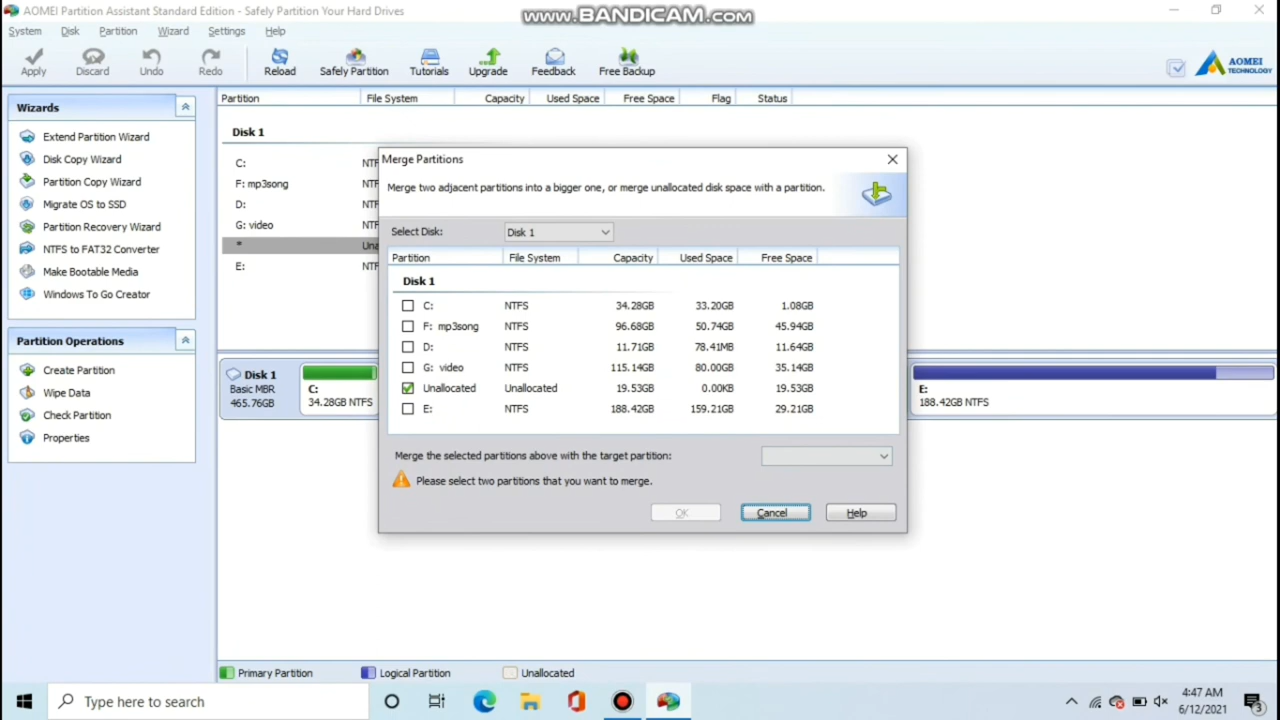 AOMEI Partition Assistant Standard Edition - Safely Partition Your Hard Drives
www.BANDICAM.com
System Disk Partition Wizard Settings Help
Apply Discard Undo Redo Reload Safely Partition Tutorials Upgrade Feedback Free Backup
AOMEI
TECHNOLOGY
Wizards
Extend Partition Wizard
Disk Copy Wizard
Partition Copy Wizard
Migrate OS to SSD
Partition Recovery Wizard
NTFS to FAT32 Converter
Make Bootable Media
Windows To Go Creator
Partition Operations
Create Partition
Wipe Data
Check Partition
Properties
Partition File System Capacity Used Space Free Space Flag Status
Disk 1
C: NTF
F: mp3song NTF
D: NTF
G: video NTF
* Una
E: NTF
Merge Partitions
Merge two adjacent partitions into a bigger one, or merge unallocated disk space with a partition.
Select Disk: Disk 1
Partition File System Capacity Used Space Free Space
Disk 1
C: NTFS 34.28GB 33.20GB 1.08GB
F: mp3song NTFS 96.68GB 50.74GB 45.94GB
D: NTFS 11.71GB 78.41MB 11.64GB
G: video NTFS 115.14GB 80.00GB 35.14GB
Unallocated Unallocated 19.53GB 0.00KB 19.53GB
E: NTFS 188.42GB 159.21GB 29.21GB
Merge the selected partitions above with the target partition:
Please select two partitions that you want to merge.
OK Cancel Help
Disk 1
Basic MBR
465.76GB
C:
34.28GB NTFS
E:
188.42GB NTFS
Primary Partition Logical Partition Unallocated
Type here to search
4:47 AM
6/12/2021
3